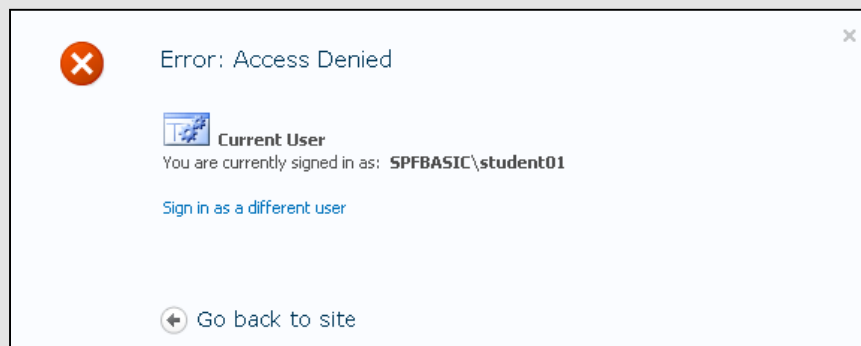 Error: Access Denied
Current User
You are currently signed in as: SPFBASIC\student01
Sign in as a different user
Go back to site